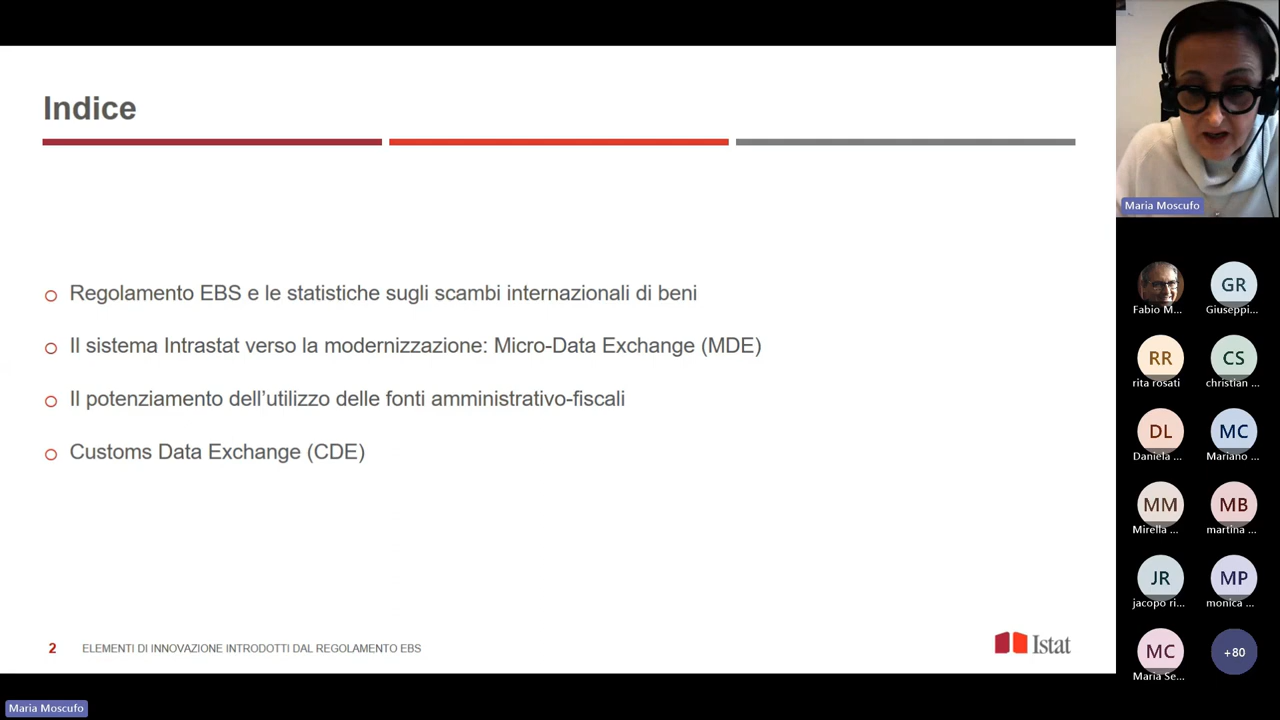 Indice
Regolamento EBS e le statistiche sugli scambi internazionali di beni
Il sistema Intrastat verso la modernizzazione: Micro-Data Exchange (MDE)
Il potenziamento dell’utilizzo delle fonti amministrativo-fiscali
Customs Data Exchange (CDE)
2 ELEMENTI DI INNOVAZIONE INTRODOTTI DAL REGOLAMENTO EBS
Istat
Maria Moscufo
Fabio M...
GR
Giuseppi...
RR
rita rosati
CS
christian ...
DL
Daniela ...
MC
Mariano ...
MM
Mirella ...
MB
martina ...
JR
jacopo ri...
MP
monica ...
MC
Maria Se...
+80
Maria Moscufo